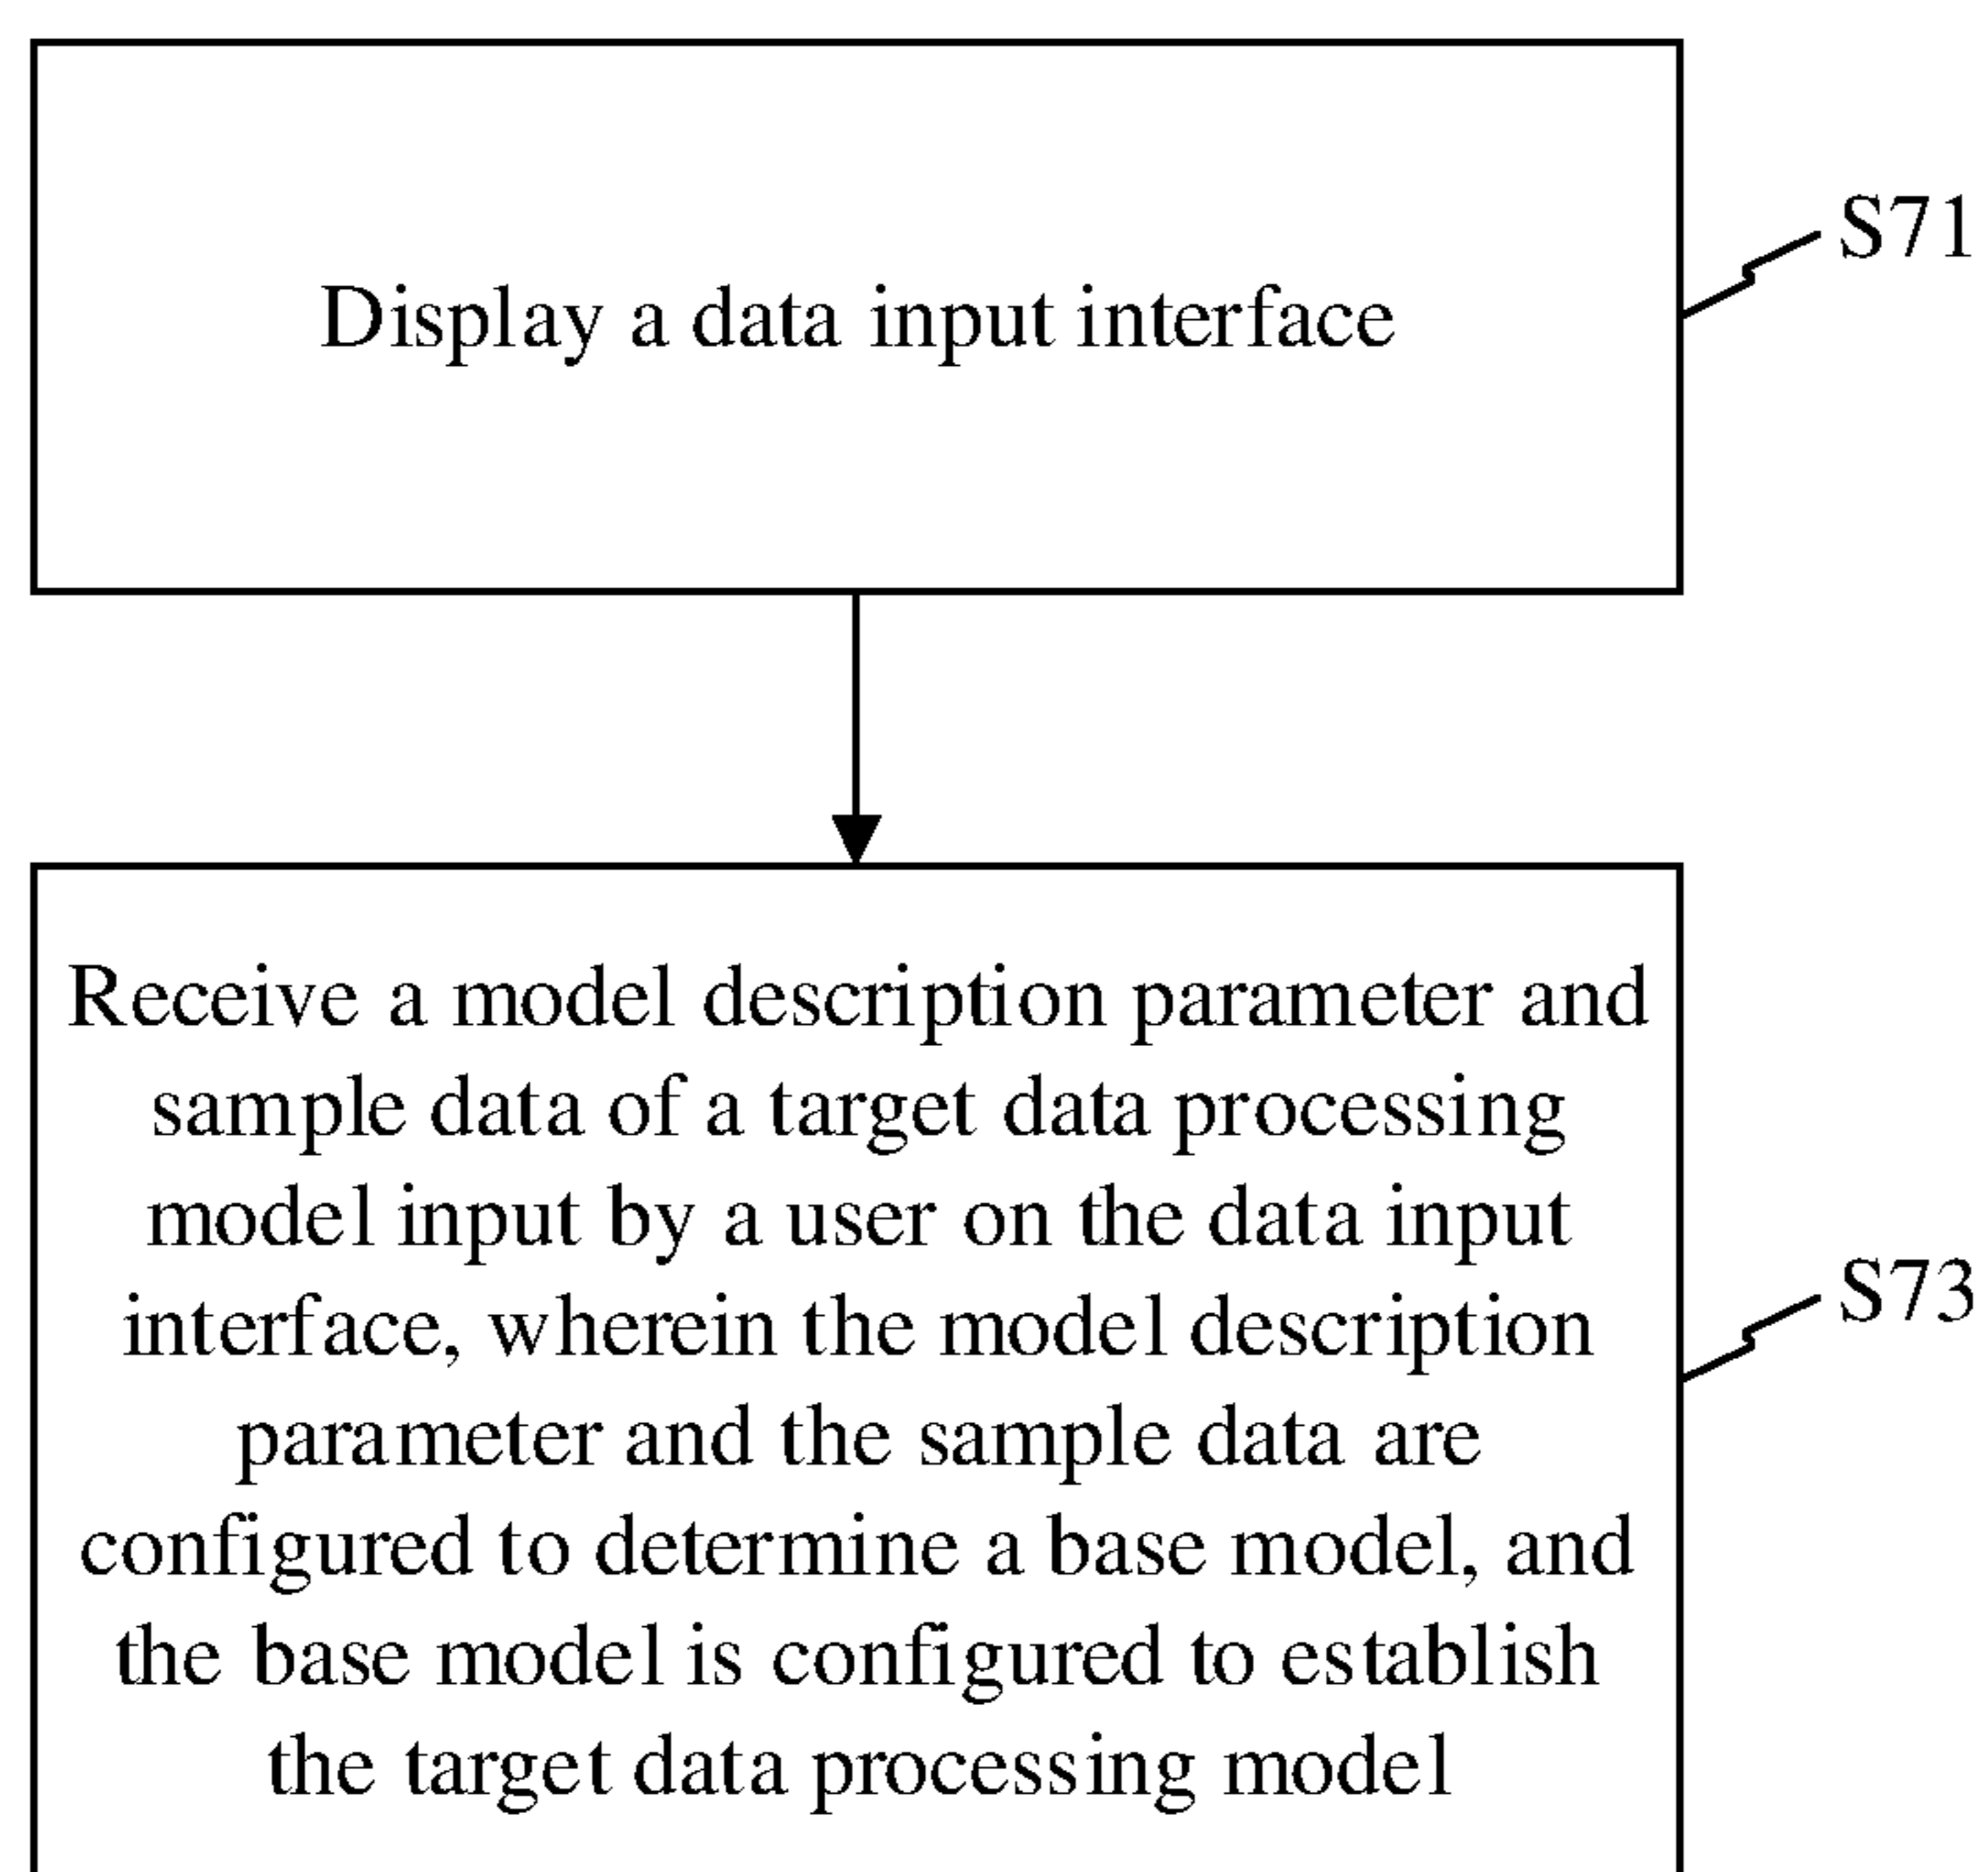 S71
Display a data input interface
Receive a model description parameter and
sample data of a target data processing
model input by a user on the data input
interface, wherein the model description
parameter and the sample data are
configured to determine a base model, and
the base model is configured to establish
the target data processing model
S73